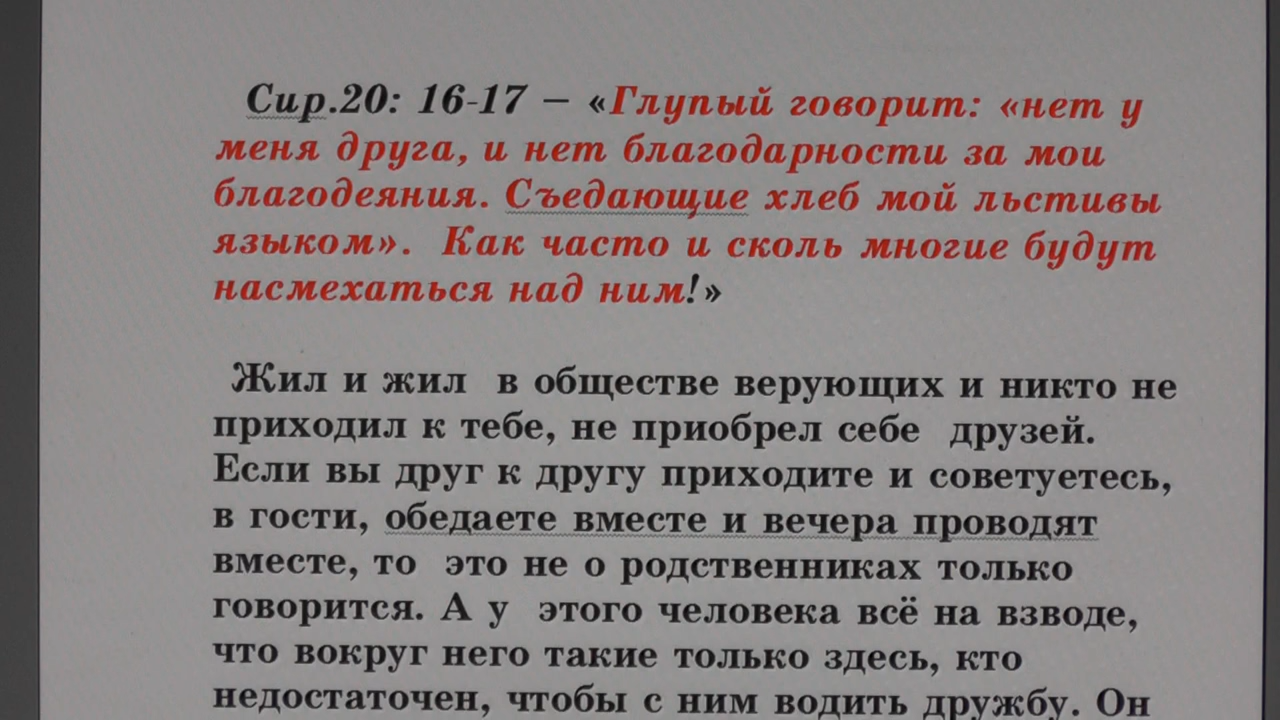 Сир.20: 16-17 – «Глупый говорит: «нет у
меня друга, и нет благодарности за мои
благодеяния. Съедающие хлеб мой льстивы
языком».  Как часто и сколь многие будут
насмехаться над ним!»
Жил и жил  в обществе верующих и никто не
приходил к тебе, не приобрел себе  друзей.
Если вы друг к другу приходите и советуетесь,
в гости, обедаете вместе и вечера проводят
вместе, то  это не о родственниках только
говорится. А у  этого человека всё на взводе,
что вокруг него такие только здесь, кто
недостаточен, чтобы с ним водить дружбу. Он